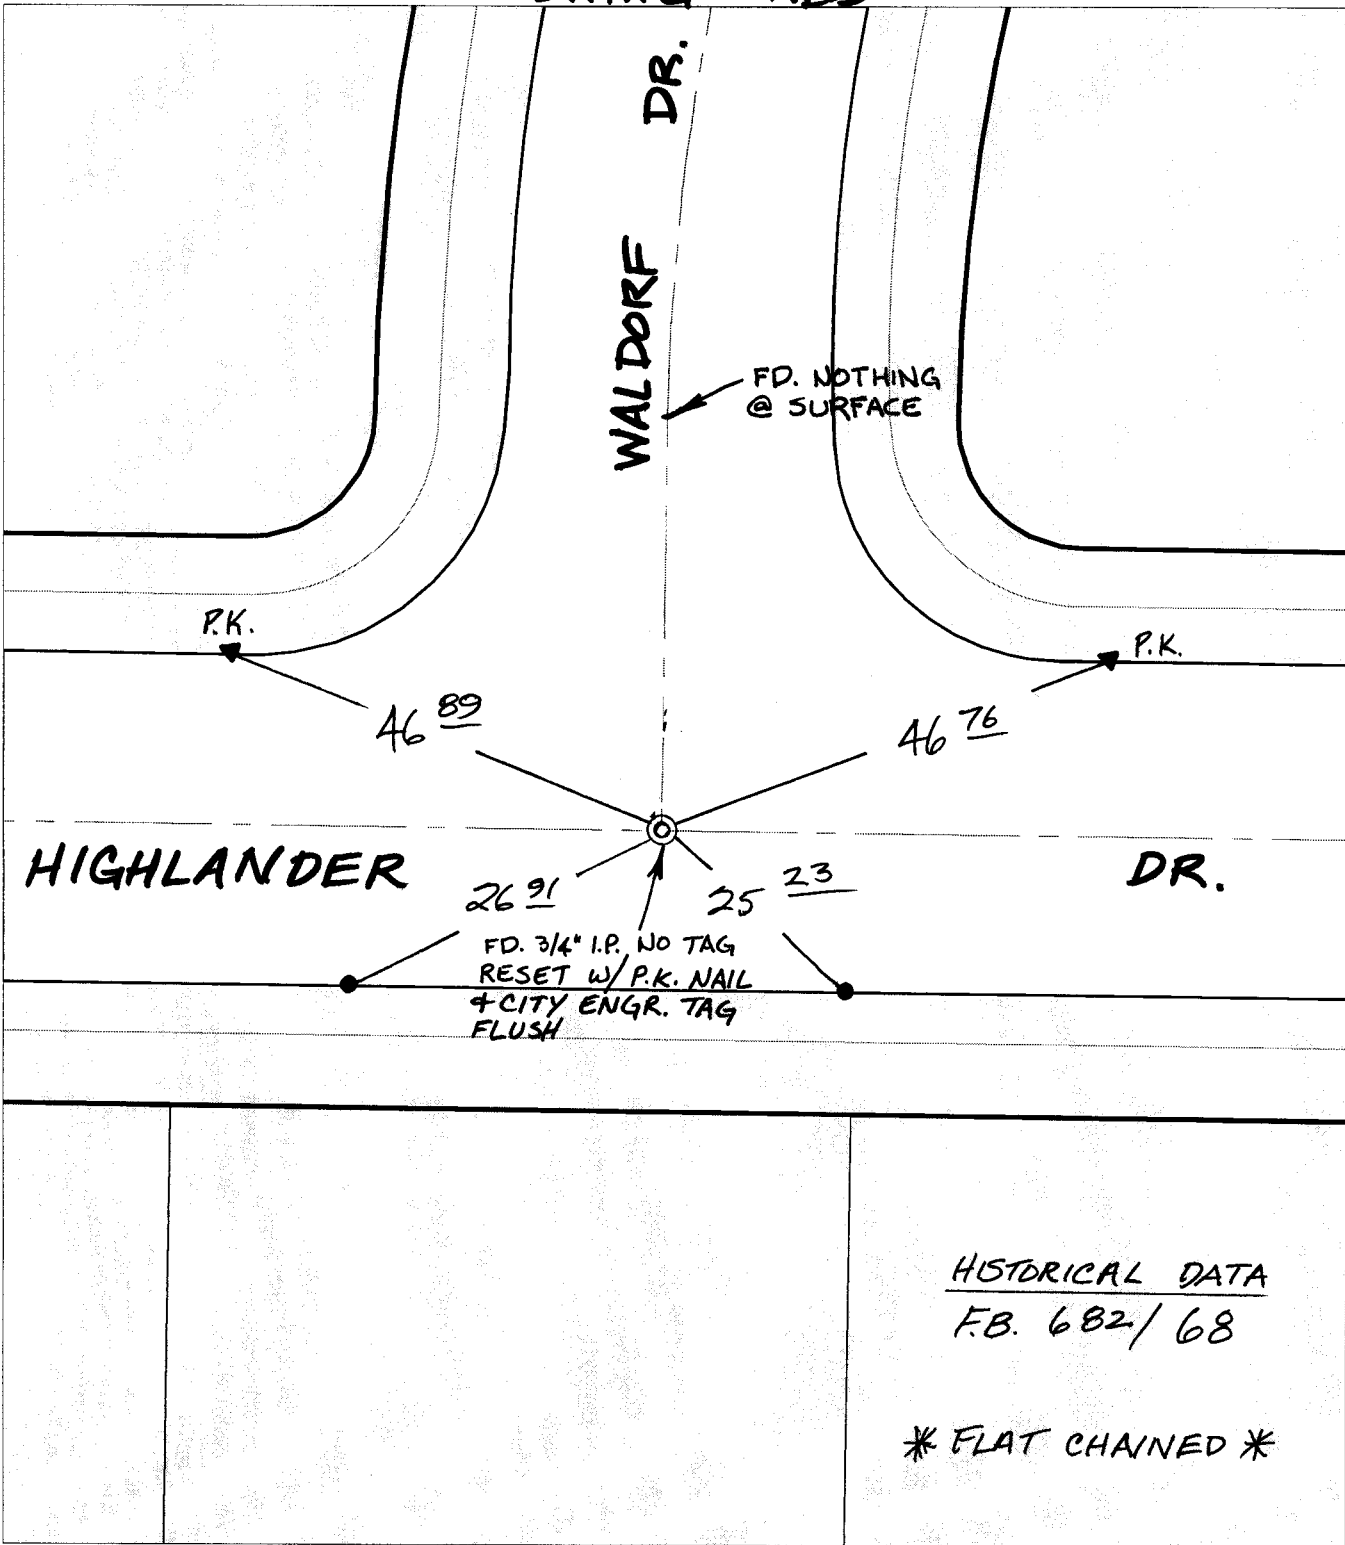 WALDORF DR.
FD. NOTHING
@ SURFACE
P.K.
P.K.
46 89
46 76
HIGHLANDER DR.
26 91
25 23
FD. 3/4" I.P. NO TAG
RESET W/ P.K. NAIL
& CITY ENGR. TAG
FLUSH
HISTORICAL DATA
F.B. 682/68
* FLAT CHAINED *